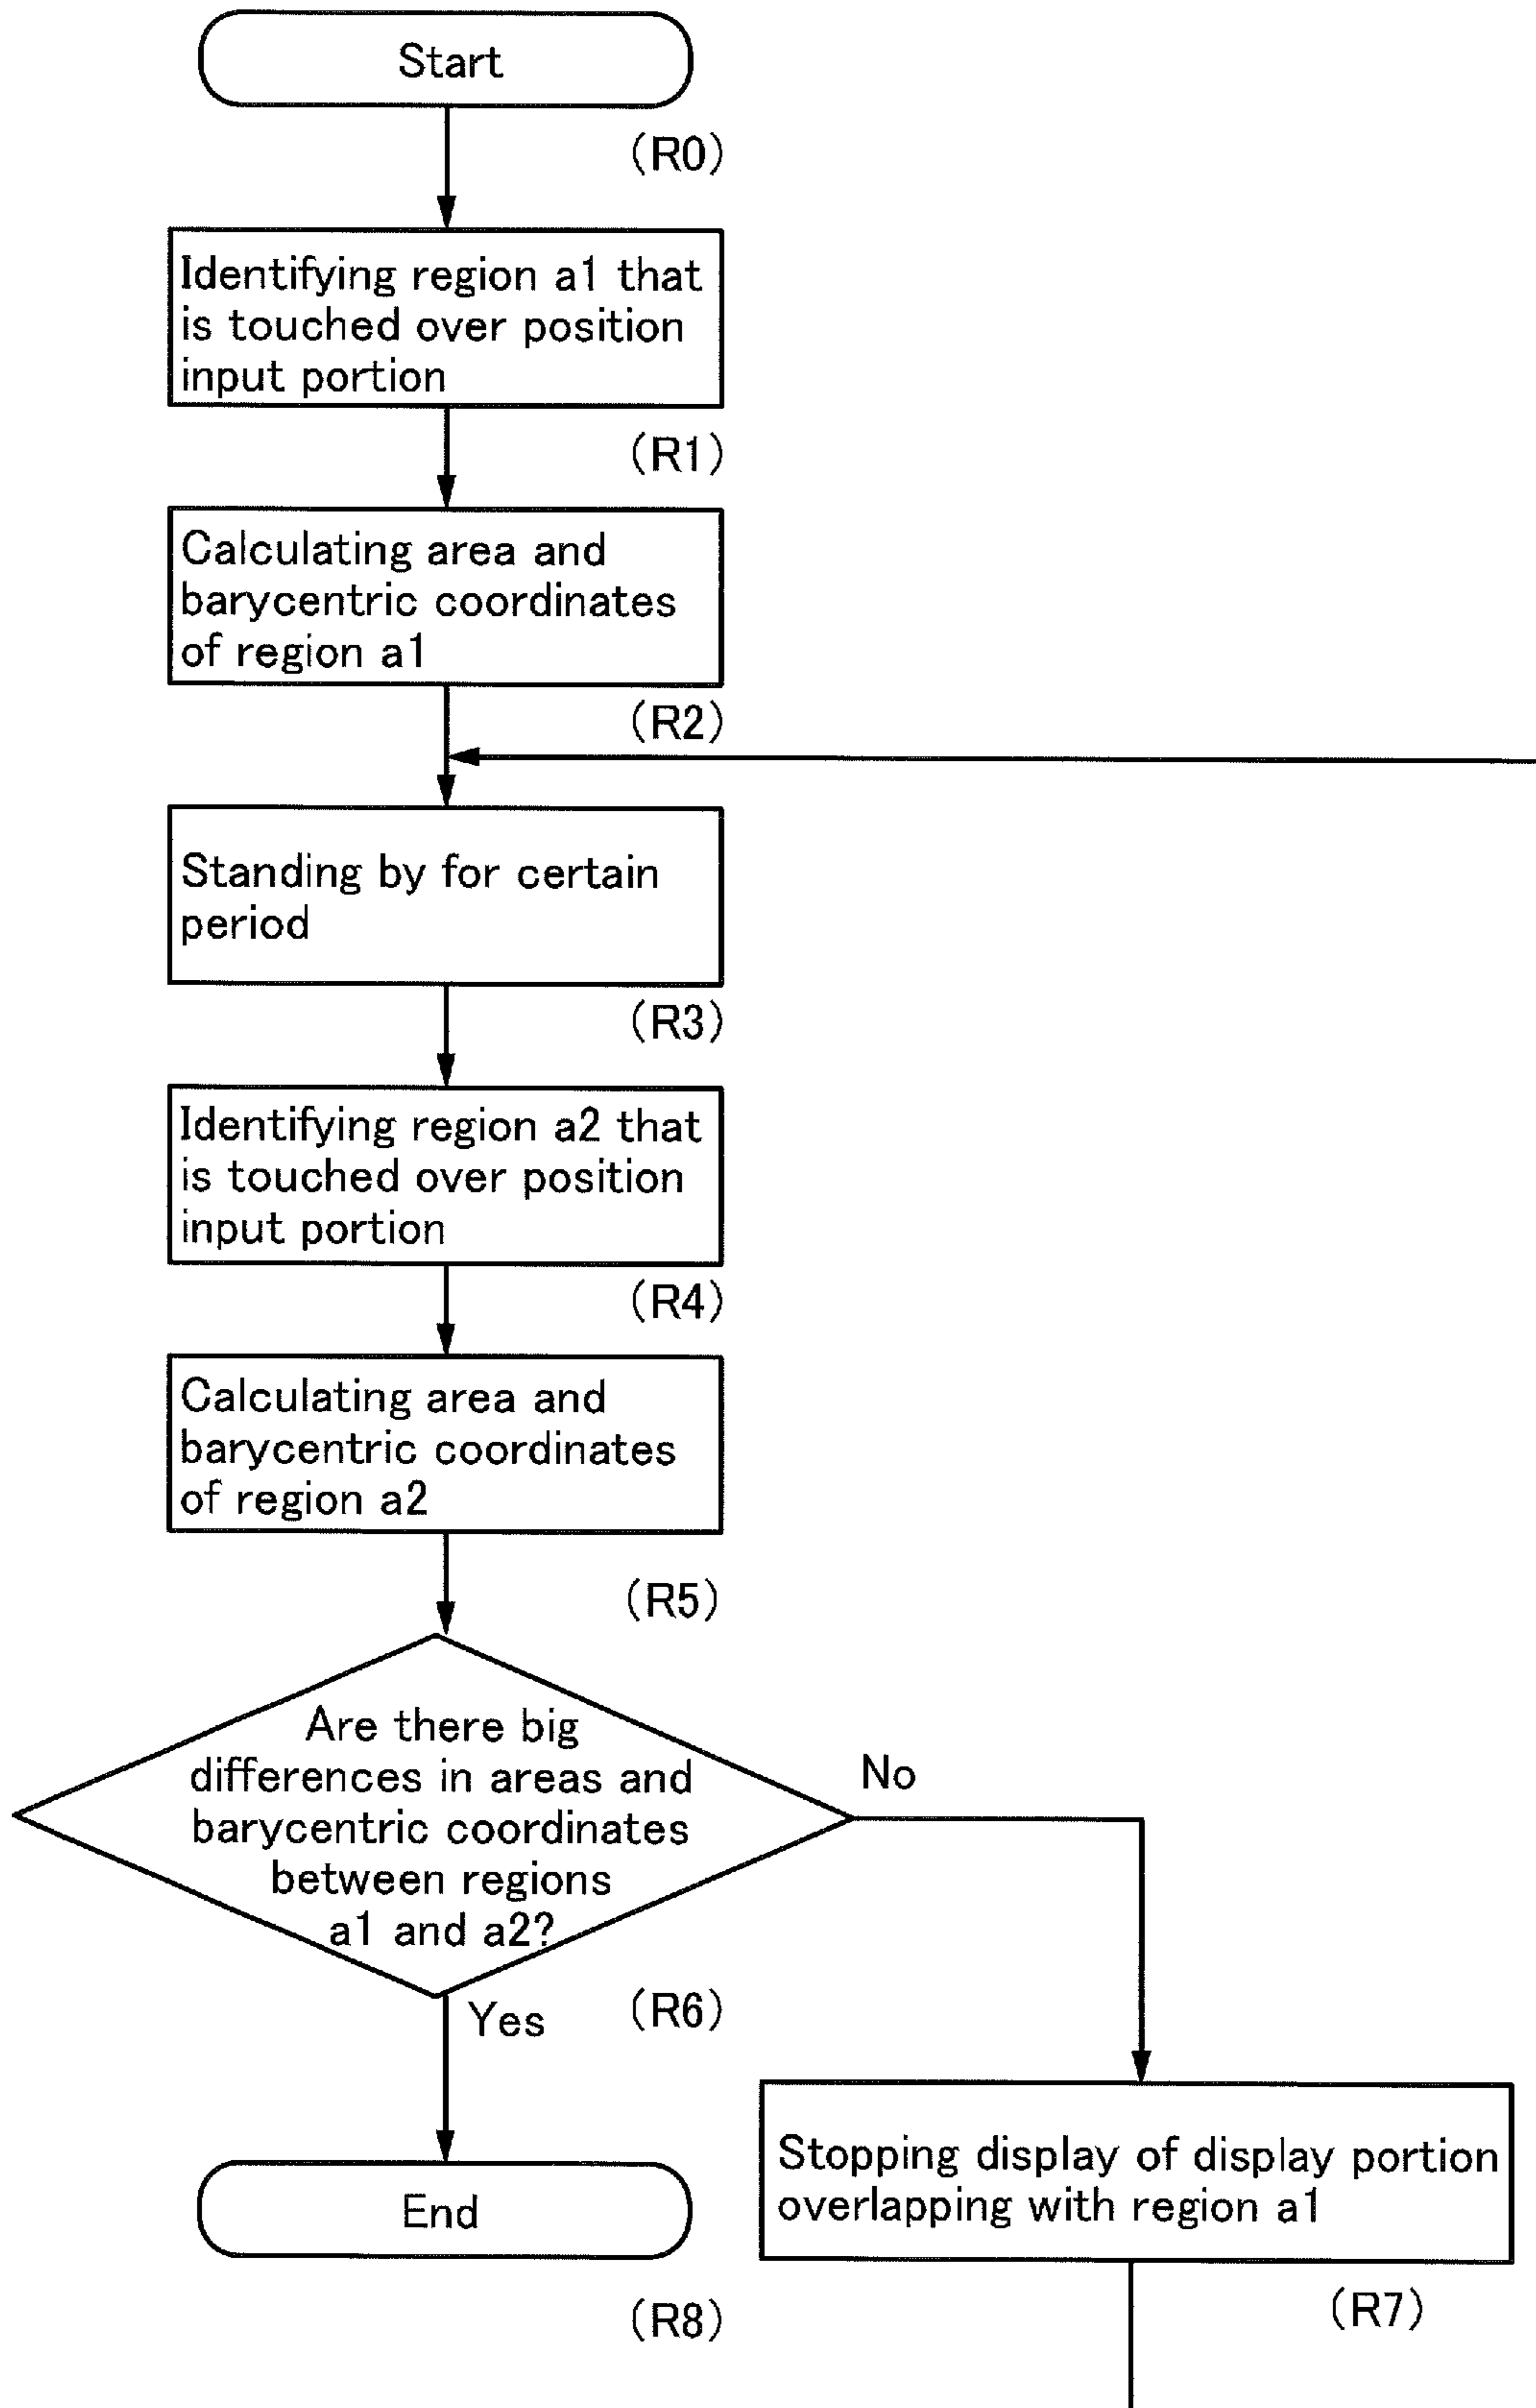 Start
(R0)
Identifying region a1 that
is touched over position
input portion
(R1)
Calculating area and
barycentric coordinates
of region a1
(R2)
Standing by for certain
period
(R3)
Identifying region a2 that
is touched over position
input portion
(R4)
Calculating area and
barycentric coordinates
of region a2
(R5)
Are there big
differences in areas and
barycentric coordinates
between regions
a1 and a2?
No
Yes
(R6)
Stopping display of display portion
overlapping with region a1
(R7)
End
(R8)